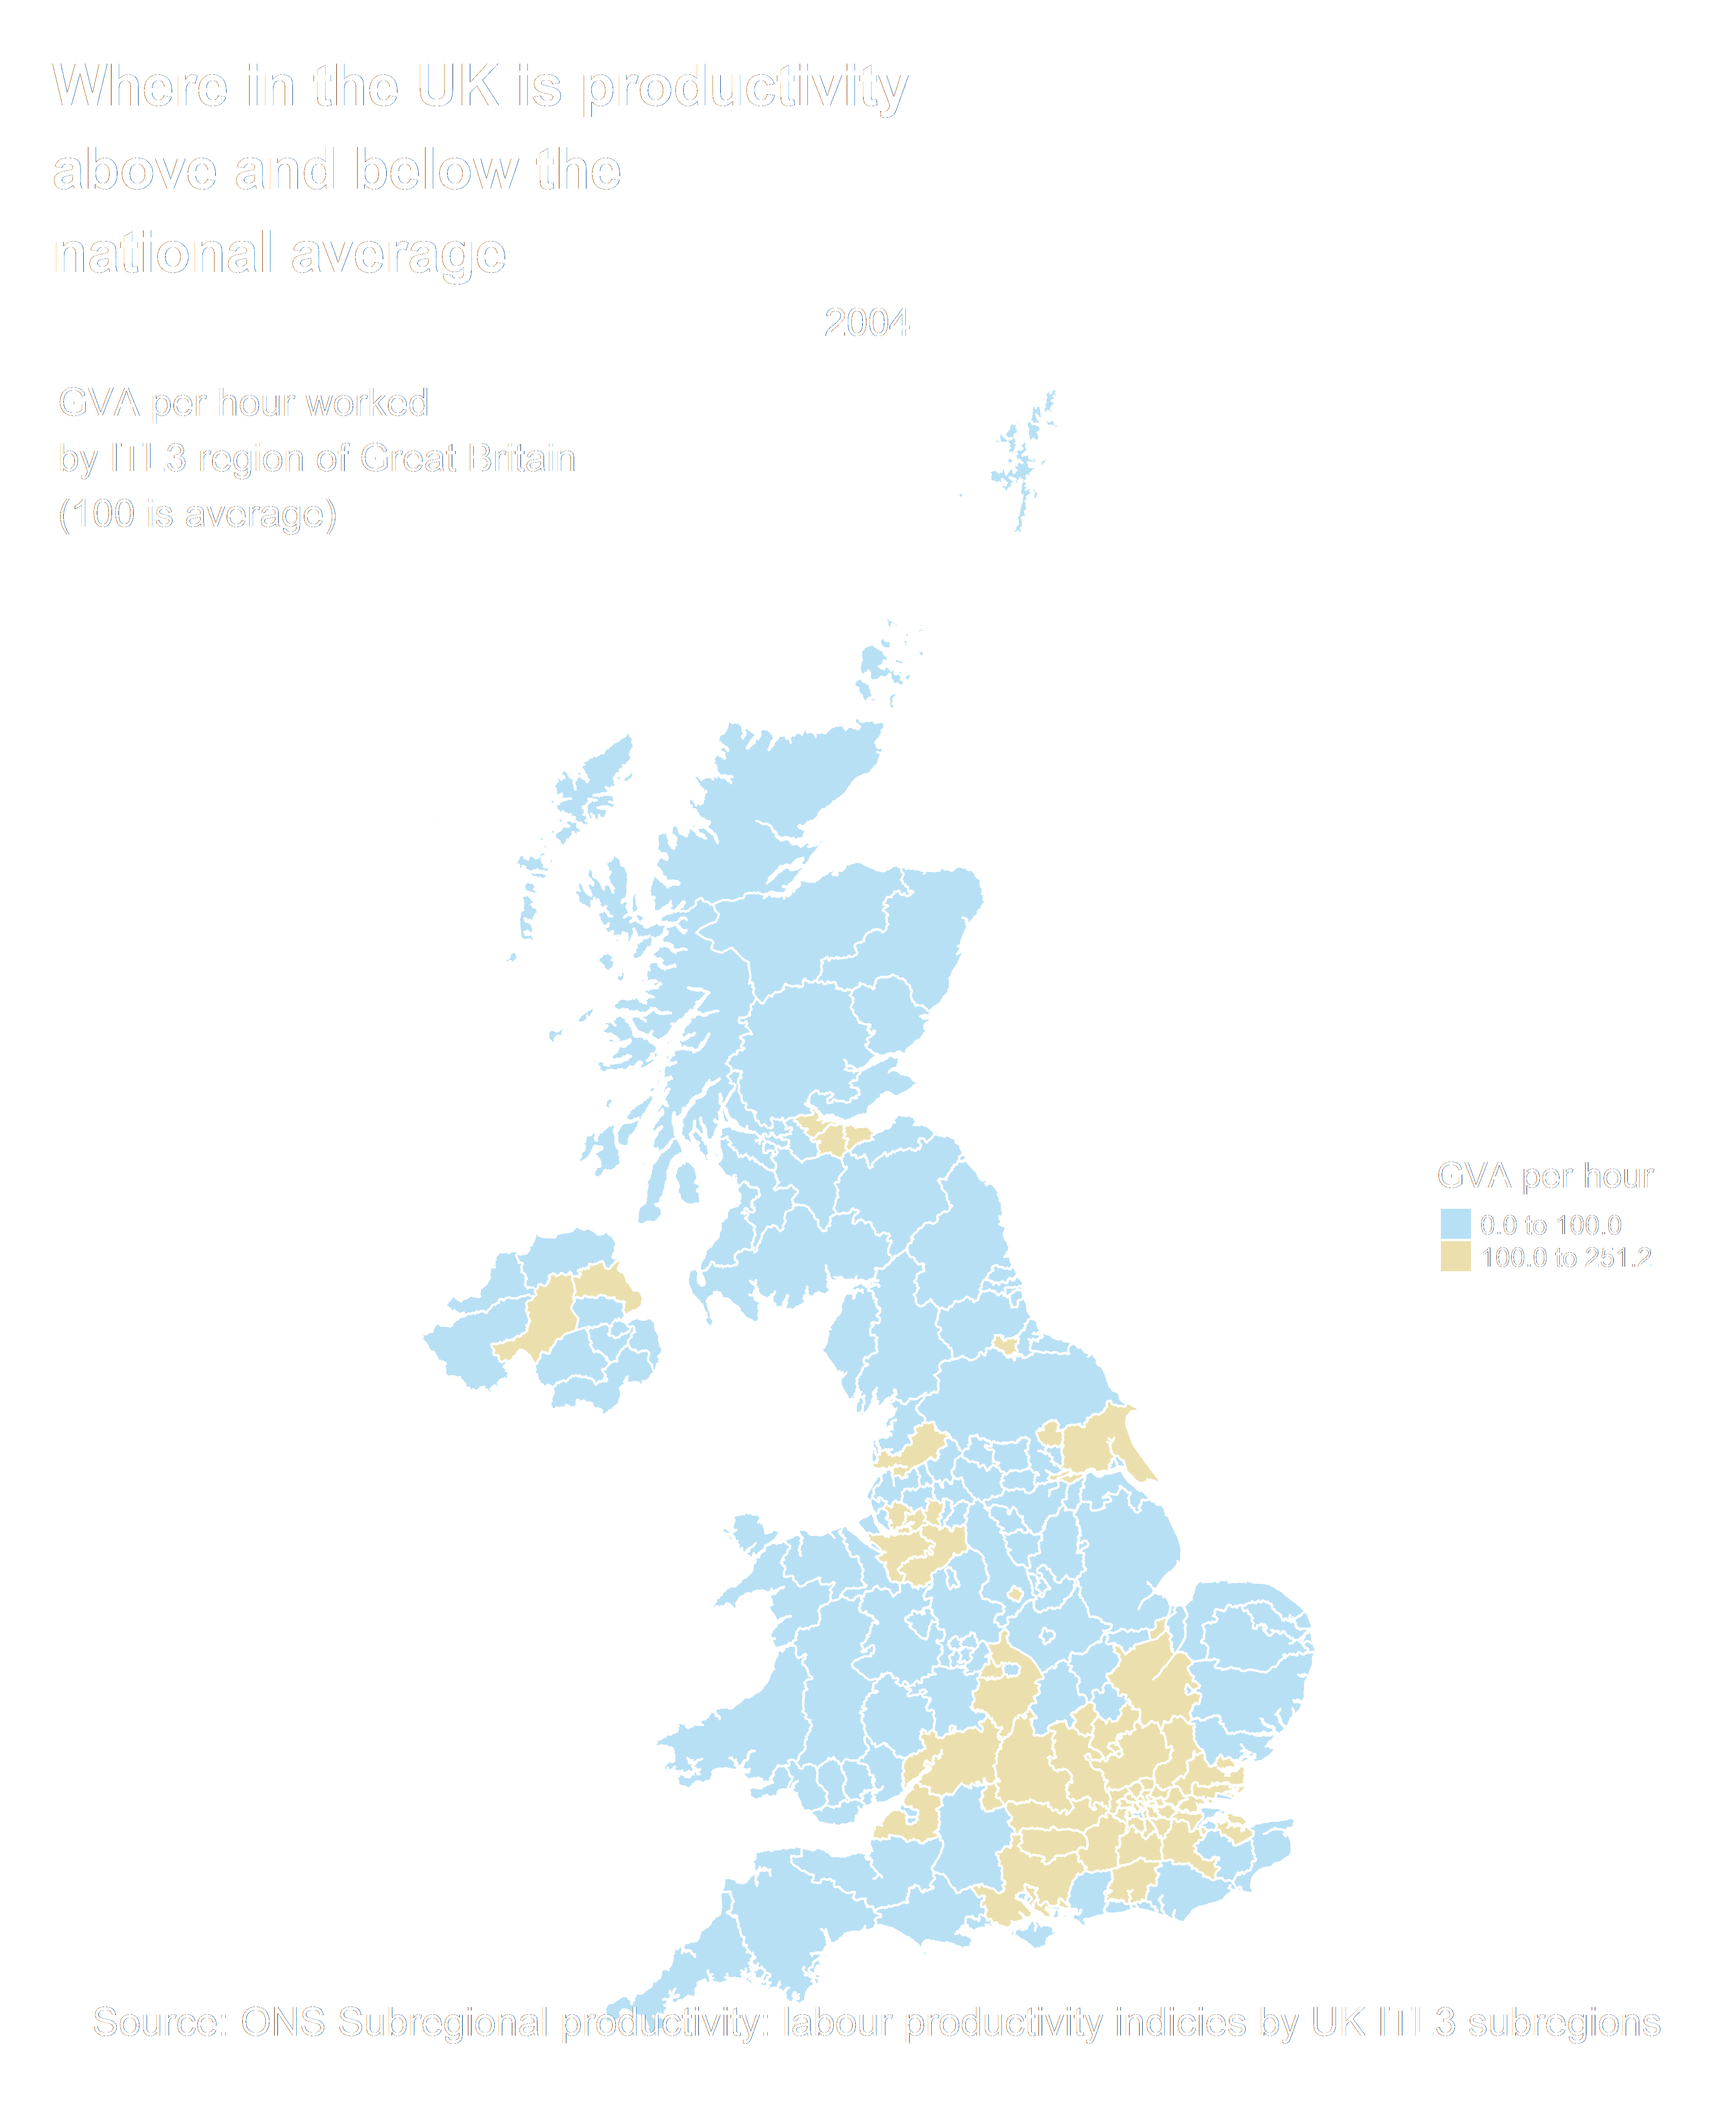 Where in the UK is productivity
above and below the
national average
2004
GVA per hour worked
by ITL3 region of Great Britain
(100 is average)
GVA per hour
0.0 to 100.0
100.0 to 251.2
Source: ONS Subregional productivity: labour productivity indicies by UK ITL3 subregions